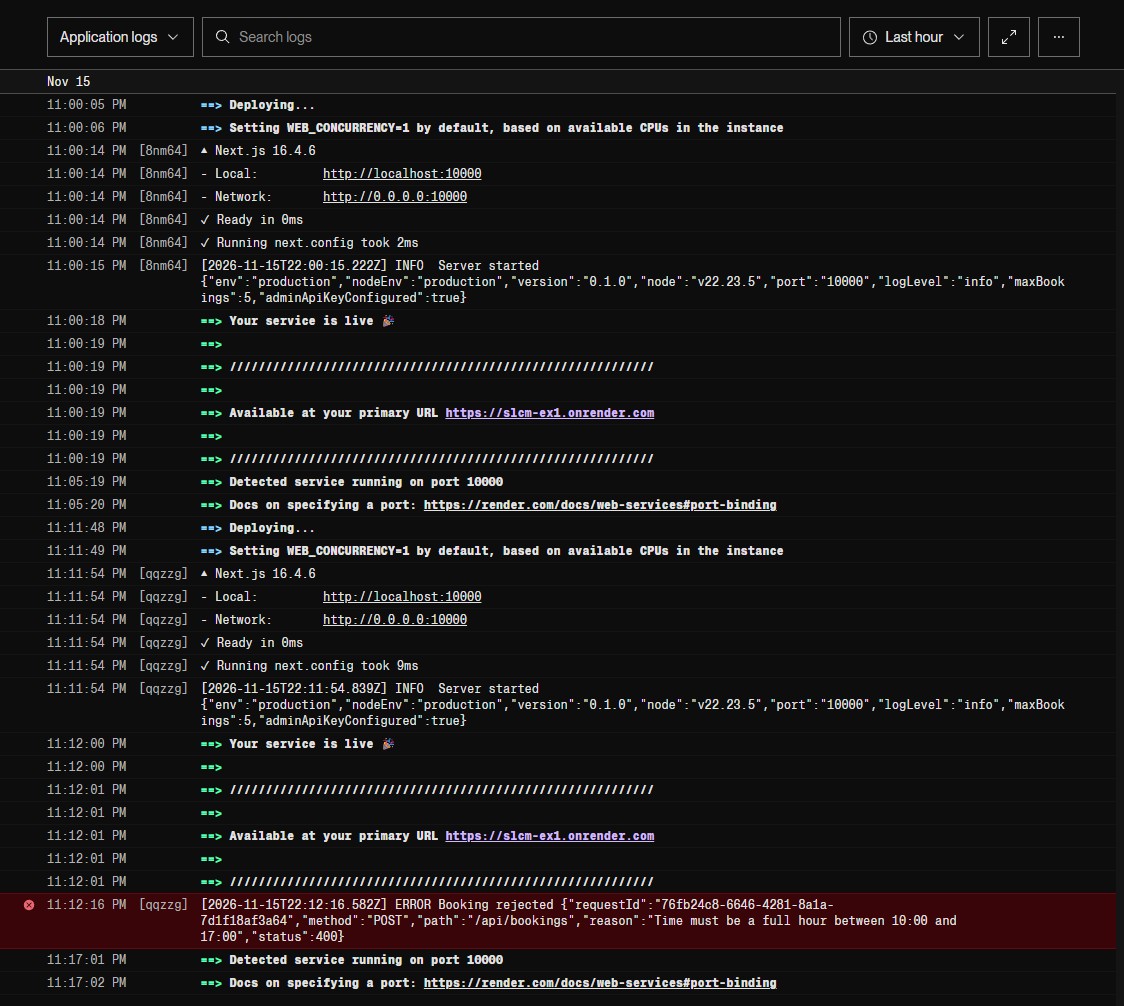 Application logs
Search logs
Last hour
...
Nov 15
11:00:05 PM ==> Deploying...
11:00:06 PM ==> Setting WEB_CONCURRENCY=1 by default, based on available CPUs in the instance
11:00:14 PM [8nm64] ▲ Next.js 16.4.6
11:00:14 PM [8nm64] - Local: http://localhost:10000
11:00:14 PM [8nm64] - Network: http://0.0.0.0:10000
11:00:14 PM [8nm64] ✓ Ready in 0ms
11:00:14 PM [8nm64] ✓ Running next.config took 2ms
11:00:15 PM [8nm64] [2026-11-15T22:00:15.222Z] INFO  Server started
{"env":"production","nodeEnv":"production","version":"0.1.0","node":"v22.23.5","port":"10000","logLevel":"info","maxBook
ings":5,"adminApiKeyConfigured":true}
11:00:18 PM ==> Your service is live 🎉
11:00:19 PM ==>
11:00:19 PM ==> ///////////////////////////////////////////////////////////
11:00:19 PM ==>
11:00:19 PM ==> Available at your primary URL https://slcm-ex1.onrender.com
11:00:19 PM ==>
11:00:19 PM ==> ///////////////////////////////////////////////////////////
11:05:19 PM ==> Detected service running on port 10000
11:05:20 PM ==> Docs on specifying a port: https://render.com/docs/web-services#port-binding
11:11:48 PM ==> Deploying...
11:11:49 PM ==> Setting WEB_CONCURRENCY=1 by default, based on available CPUs in the instance
11:11:54 PM [qqzzg] ▲ Next.js 16.4.6
11:11:54 PM [qqzzg] - Local: http://localhost:10000
11:11:54 PM [qqzzg] - Network: http://0.0.0.0:10000
11:11:54 PM [qqzzg] ✓ Ready in 0ms
11:11:54 PM [qqzzg] ✓ Running next.config took 9ms
11:11:54 PM [qqzzg] [2026-11-15T22:11:54.839Z] INFO  Server started
{"env":"production","nodeEnv":"production","version":"0.1.0","node":"v22.23.5","port":"10000","logLevel":"info","maxBook
ings":5,"adminApiKeyConfigured":true}
11:12:00 PM ==> Your service is live 🎉
11:12:00 PM ==>
11:12:01 PM ==> ///////////////////////////////////////////////////////////
11:12:01 PM ==>
11:12:01 PM ==> Available at your primary URL https://slcm-ex1.onrender.com
11:12:01 PM ==>
11:12:01 PM ==> ///////////////////////////////////////////////////////////
11:12:16 PM [qqzzg] [2026-11-15T22:12:16.582Z] ERROR Booking rejected {"requestId":"76fb24c8-6646-4281-8a1a-
7d1f18af3a64","method":"POST","path":"/api/bookings","reason":"Time must be a full hour between 10:00 and
17:00","status":400}
11:17:01 PM ==> Detected service running on port 10000
11:17:02 PM ==> Docs on specifying a port: https://render.com/docs/web-services#port-binding